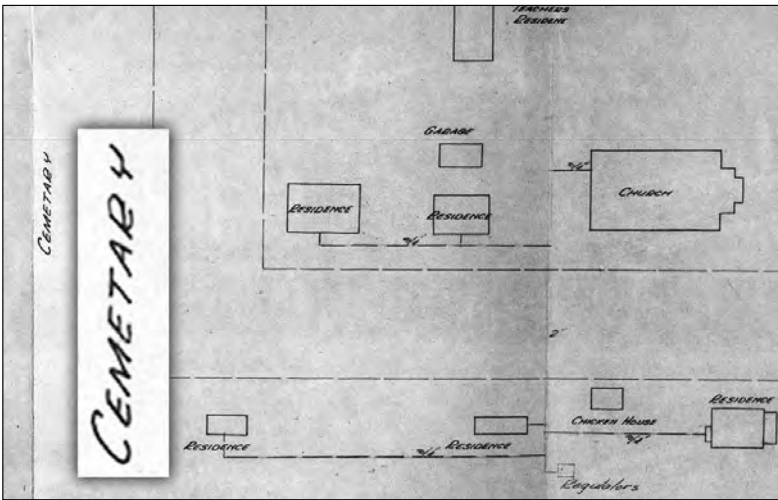 TEACHERS
RESIDENE
GARAGE
CEMETARY
CEMETARY
3/4"
CHURCH
RESIDENCE
RESIDENCE
3/4"
2"
RESIDENCE
CHICKEN HOUSE
RESIDENCE
RESIDENCE
3/4"
3/4"
Regulators